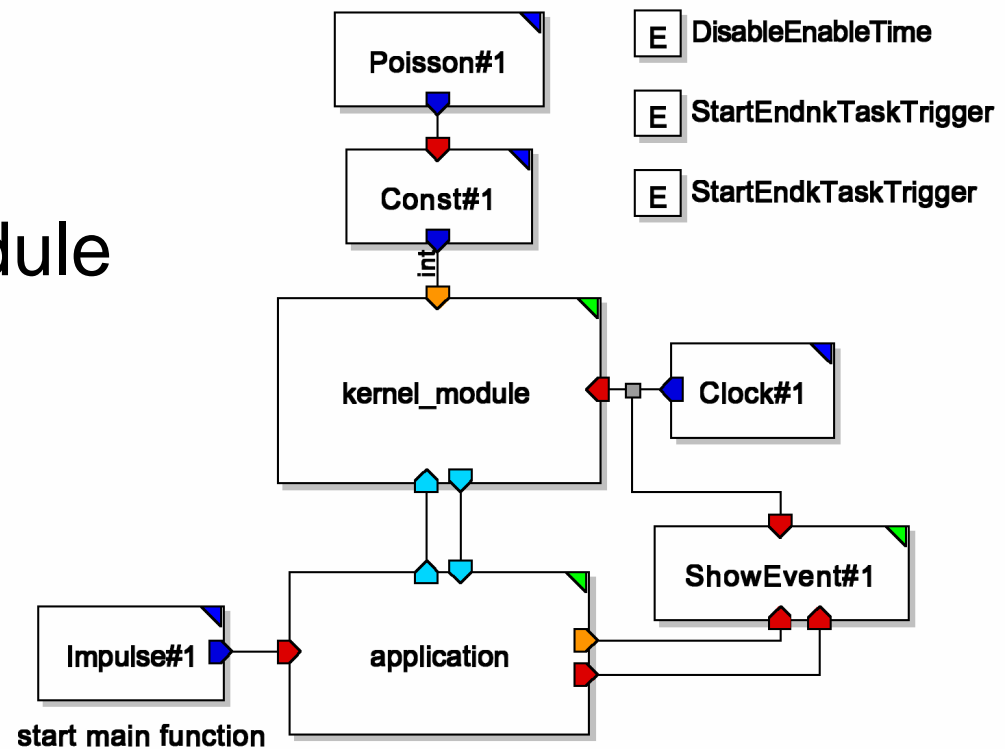 Poisson#1
E DisableEnableTime
E StartEndnkTaskTrigger
Const#1
E StartEndkTaskTrigger
dule
int
kernel_module
Clock#1
ShowEvent#1
Impulse#1
application
start main function